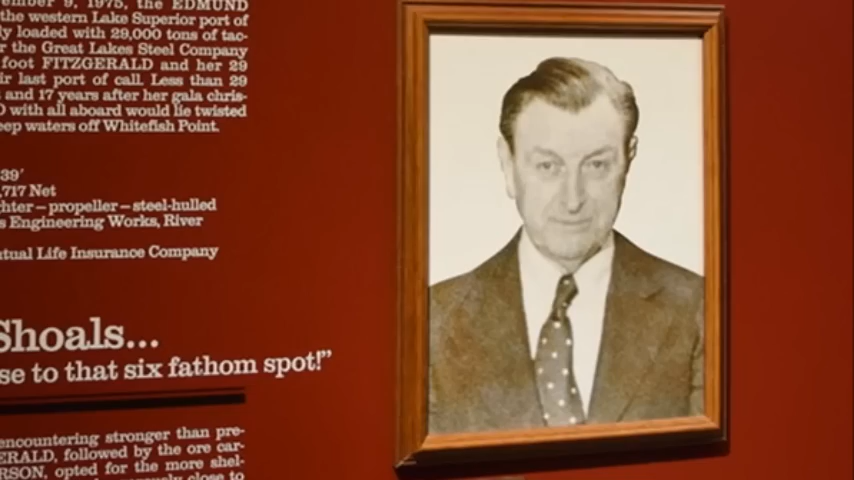 ember 9, 1975, the EDMUND
the western Lake Superior port of
ly loaded with 29,000 tons of tac-
r the Great Lakes Steel Company
foot FITZGERALD and her 29
ir last port of call. Less than 29
and 17 years after her gala chris-
D with all aboard would lie twisted
eep waters off Whitefish Point.
39'
,717 Net
hter – propeller – steel-hulled
s Engineering Works, River
utual Life Insurance Company
Shoals...
se to that six fathom spot!”
encountering stronger than pre-
ERALD, followed by the ore car-
RSON, opted for the more shel-
close to